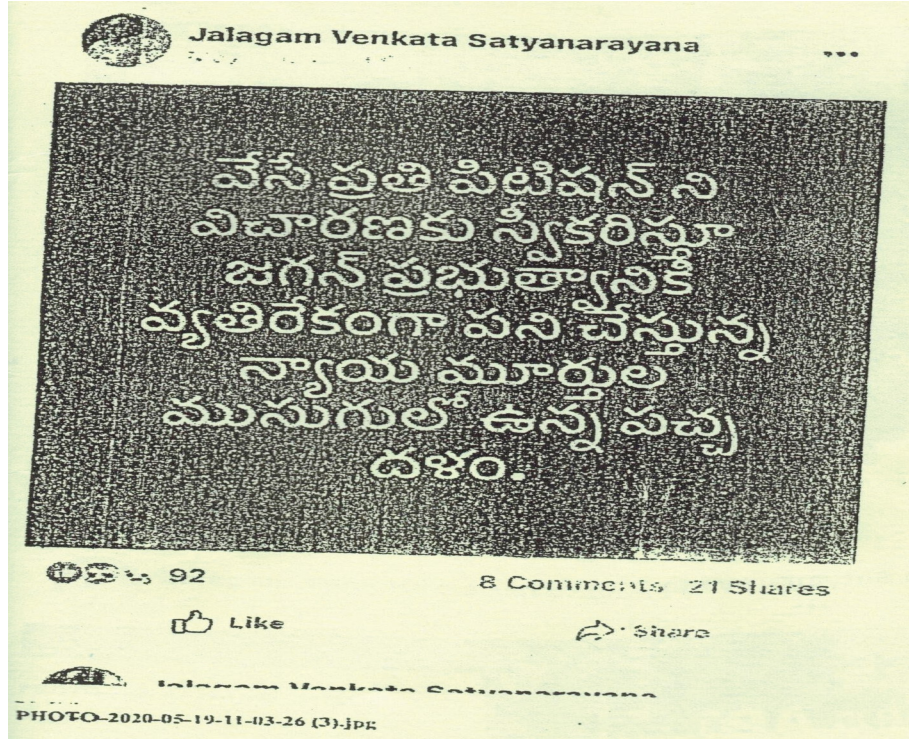 Jalagam Venkata Satyanarayana
...
వేసే ప్రతి పిటిషన్ ని
విచారణకు స్వీకరిస్తూ
జగన్ ప్రభుత్వానికి
వ్యతిరేకంగా పని చేస్తున్న
న్యాయ మూర్తుల
ముసుగులో ఉన్న పచ్చ
దళం.
92 8 Comments 21 Shares
Like Share
Jalagam Venkata Satyanarayana
PHOTO-2020-05-19-11-03-26 (3).jpg